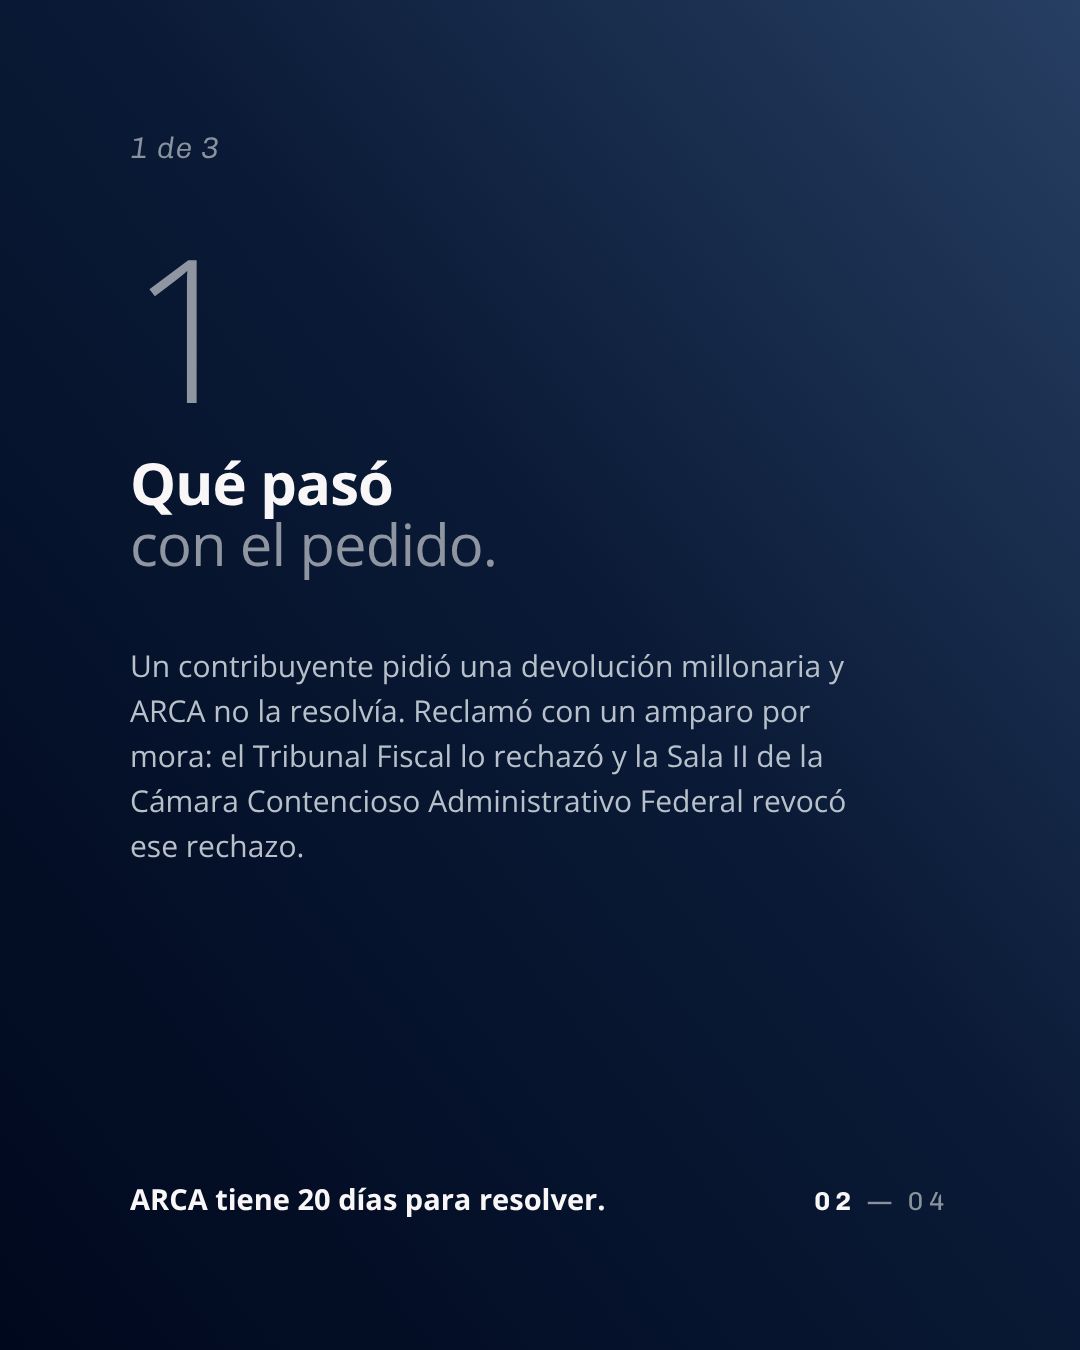 1 de 3
1
Qué pasó
con el pedido.
Un contribuyente pidió una devolución millonaria y
ARCA no la resolvía. Reclamó con un amparo por
mora: el Tribunal Fiscal lo rechazó y la Sala II de la
Cámara Contencioso Administrativo Federal revocó
ese rechazo.
ARCA tiene 20 días para resolver.
02 — 04